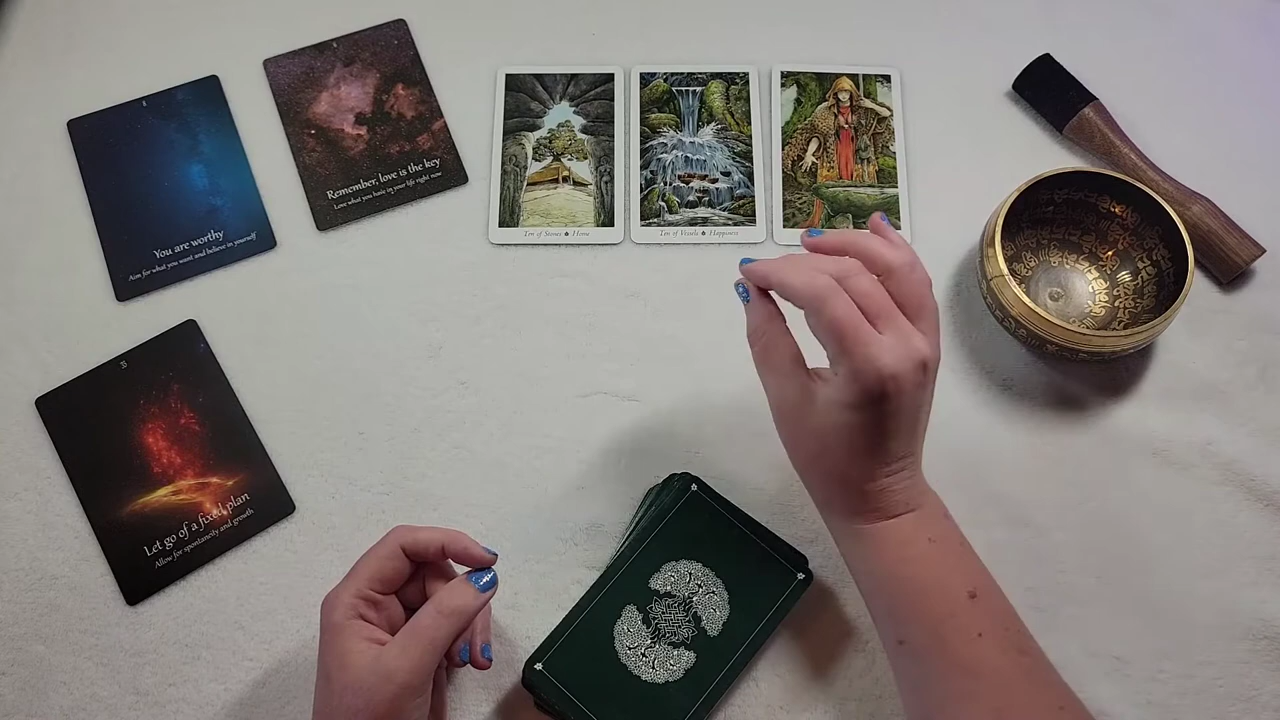 You are worthy
Aim for what you want and believe in yourself
Remember, love is the key
Love what you have in your life right now
Ten of Stones Home
Ten of Vessels Happiness
35
Let go of a fixed plan
Allow for spontaneity and growth